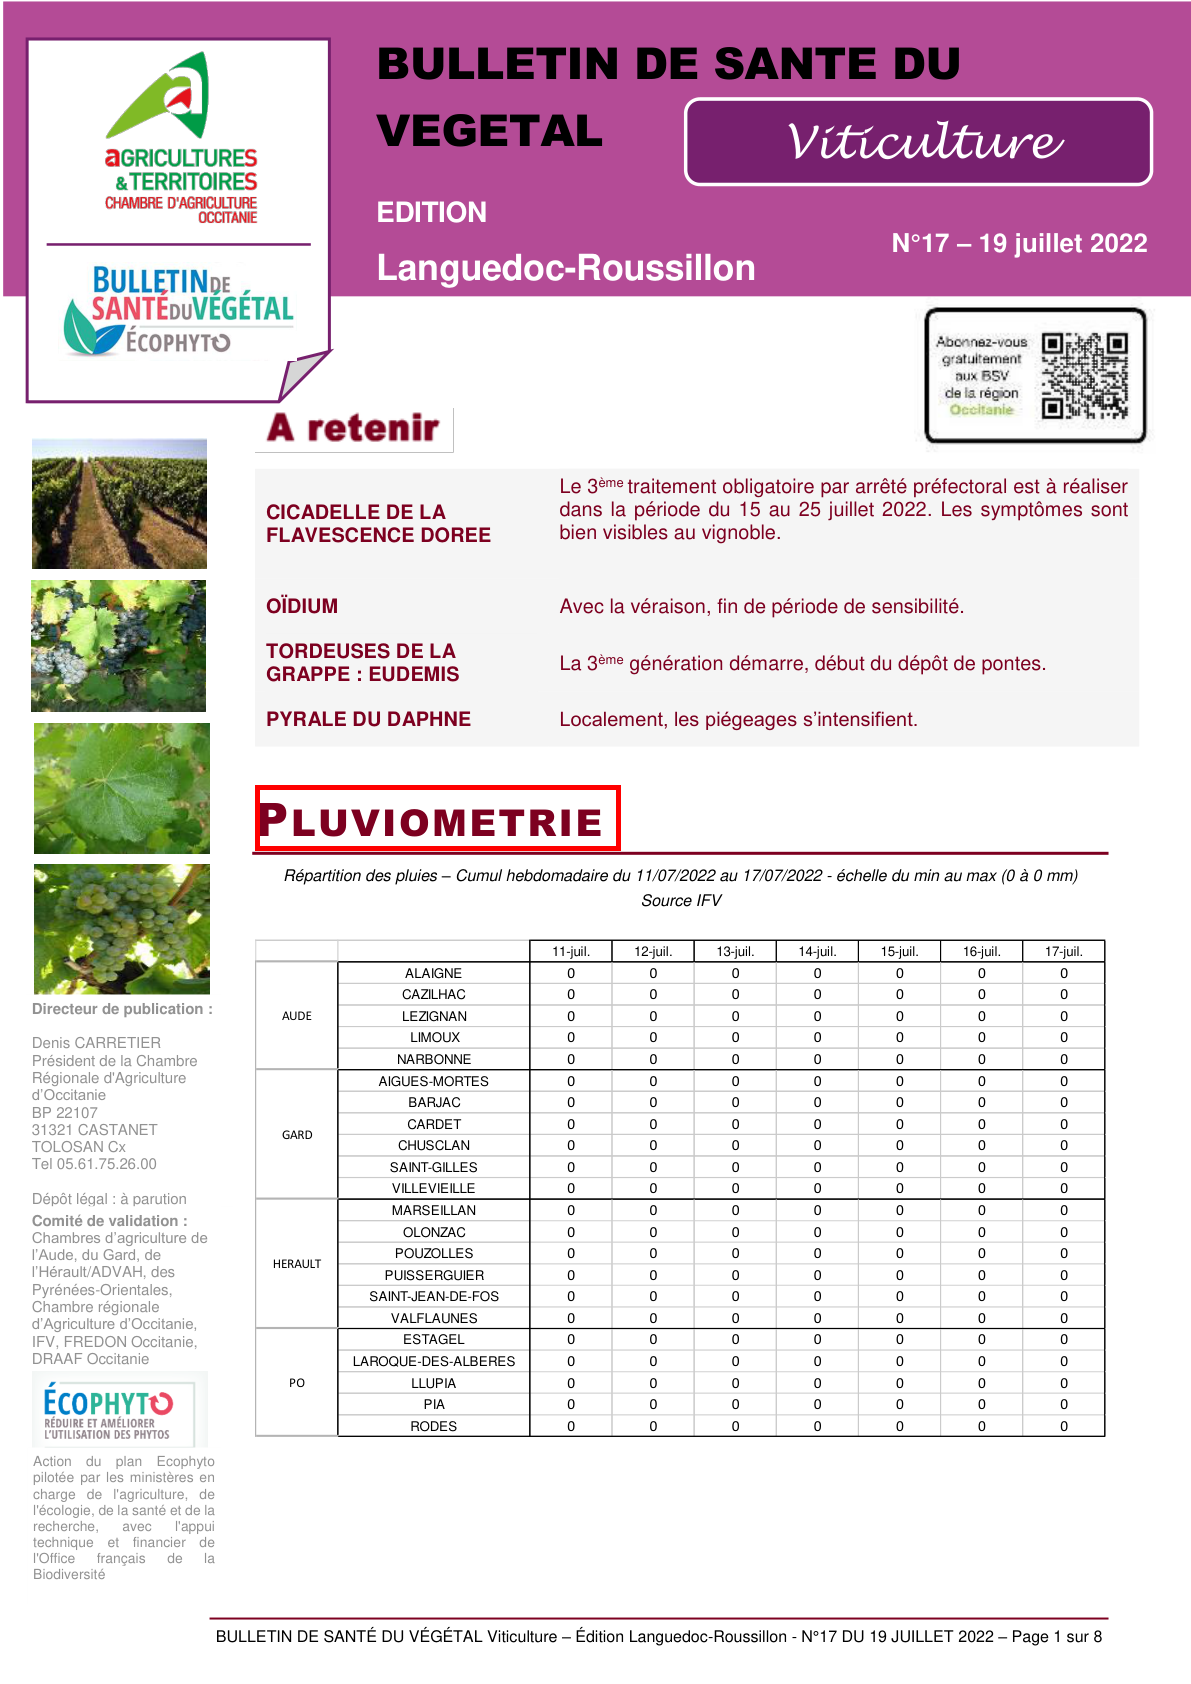 BULLETIN DE SANTE DU
VEGETAL
Viticulture
EDITION
Languedoc-Roussillon
N°17 – 19 juillet 2022
aGRICULTURES
&TERRITOIRES
CHAMBRE D'AGRICULTURE
OCCITANIE
BULLETIN DE
SANTÉ DU VÉGÉTAL
ÉCOPHYTO
Abonnez-vous
gratuitement
aux BSV
de la région
Occitanie
A retenir
CICADELLE DE LA
FLAVESCENCE DOREE
Le 3ème traitement obligatoire par arrêté préfectoral est à réaliser
dans la période du 15 au 25 juillet 2022. Les symptômes sont
bien visibles au vignoble.
OÏDIUM
Avec la véraison, fin de période de sensibilité.
TORDEUSES DE LA
GRAPPE : EUDEMIS
La 3ème génération démarre, début du dépôt de pontes.
PYRALE DU DAPHNE
Localement, les piégeages s’intensifient.
PLUVIOMETRIE
Répartition des pluies – Cumul hebdomadaire du 11/07/2022 au 17/07/2022 - échelle du min au max (0 à 0 mm)
Source IFV
11-juil. 12-juil. 13-juil. 14-juil. 15-juil. 16-juil. 17-juil.
AUDE
ALAIGNE 0 0 0 0 0 0 0
CAZILHAC 0 0 0 0 0 0 0
LEZIGNAN 0 0 0 0 0 0 0
LIMOUX 0 0 0 0 0 0 0
NARBONNE 0 0 0 0 0 0 0
GARD
AIGUES-MORTES 0 0 0 0 0 0 0
BARJAC 0 0 0 0 0 0 0
CARDET 0 0 0 0 0 0 0
CHUSCLAN 0 0 0 0 0 0 0
SAINT-GILLES 0 0 0 0 0 0 0
VILLEVIEILLE 0 0 0 0 0 0 0
HERAULT
MARSEILLAN 0 0 0 0 0 0 0
OLONZAC 0 0 0 0 0 0 0
POUZOLLES 0 0 0 0 0 0 0
PUISSERGUIER 0 0 0 0 0 0 0
SAINT-JEAN-DE-FOS 0 0 0 0 0 0 0
VALFLAUNES 0 0 0 0 0 0 0
PO
ESTAGEL 0 0 0 0 0 0 0
LAROQUE-DES-ALBERES 0 0 0 0 0 0 0
LLUPIA 0 0 0 0 0 0 0
PIA 0 0 0 0 0 0 0
RODES 0 0 0 0 0 0 0
Directeur de publication :
Denis CARRETIER
Président de la Chambre
Régionale d'Agriculture
d’Occitanie
BP 22107
31321 CASTANET
TOLOSAN Cx
Tel 05.61.75.26.00
Dépôt légal : à parution
Comité de validation :
Chambres d’agriculture de
l’Aude, du Gard, de
l’Hérault/ADVAH, des
Pyrénées-Orientales,
Chambre régionale
d’Agriculture d’Occitanie,
IFV, FREDON Occitanie,
DRAAF Occitanie
ÉCOPHYTO
RÉDUIRE ET AMÉLIORER
L'UTILISATION DES PHYTOS
Action du plan Ecophyto
pilotée par les ministères en
charge de l'agriculture, de
l'écologie, de la santé et de la
recherche, avec l'appui
technique et financier de
l'Office français de la
Biodiversité
BULLETIN DE SANTÉ DU VÉGÉTAL Viticulture – Édition Languedoc-Roussillon - N°17 DU 19 JUILLET 2022 – Page 1 sur 8